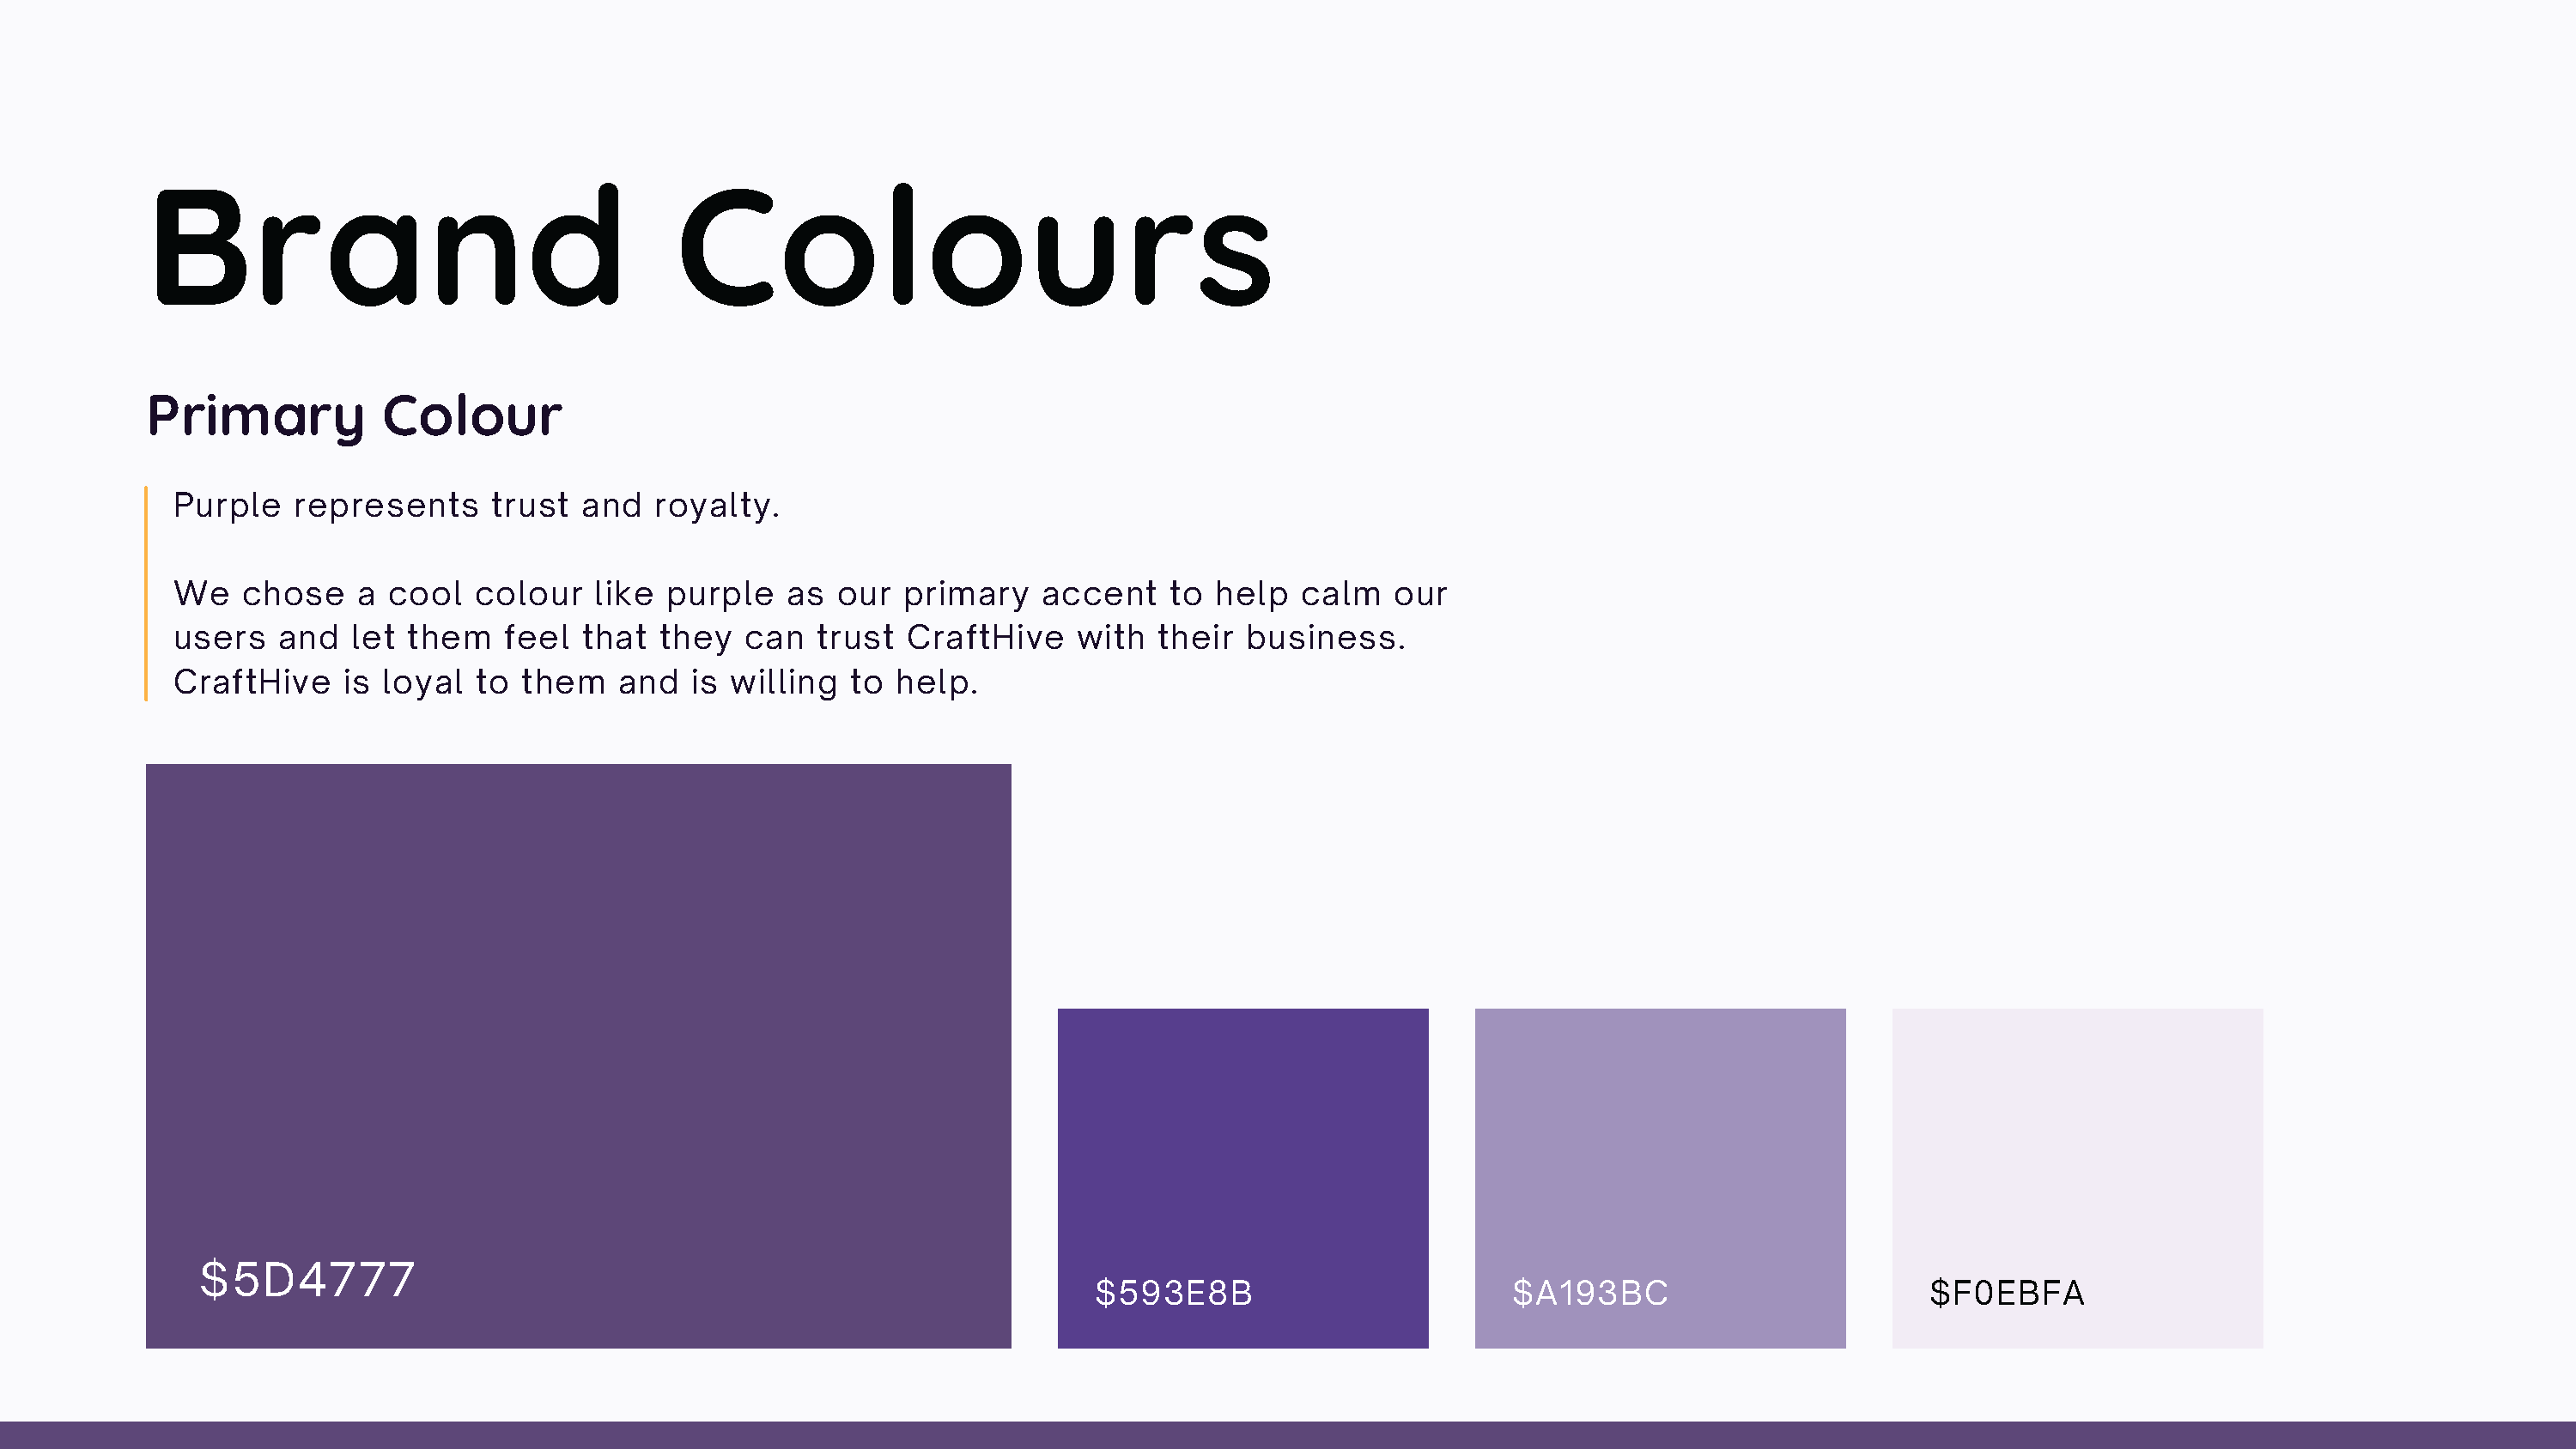 Brand Colours
Primary Colour
Purple represents trust and royalty.
We chose a cool colour like purple as our primary accent to help calm our
users and let them feel that they can trust CraftHive with their business.
CraftHive is loyal to them and is willing to help.
$5D4777
$593E8B
$A193BC
$F0EBFA